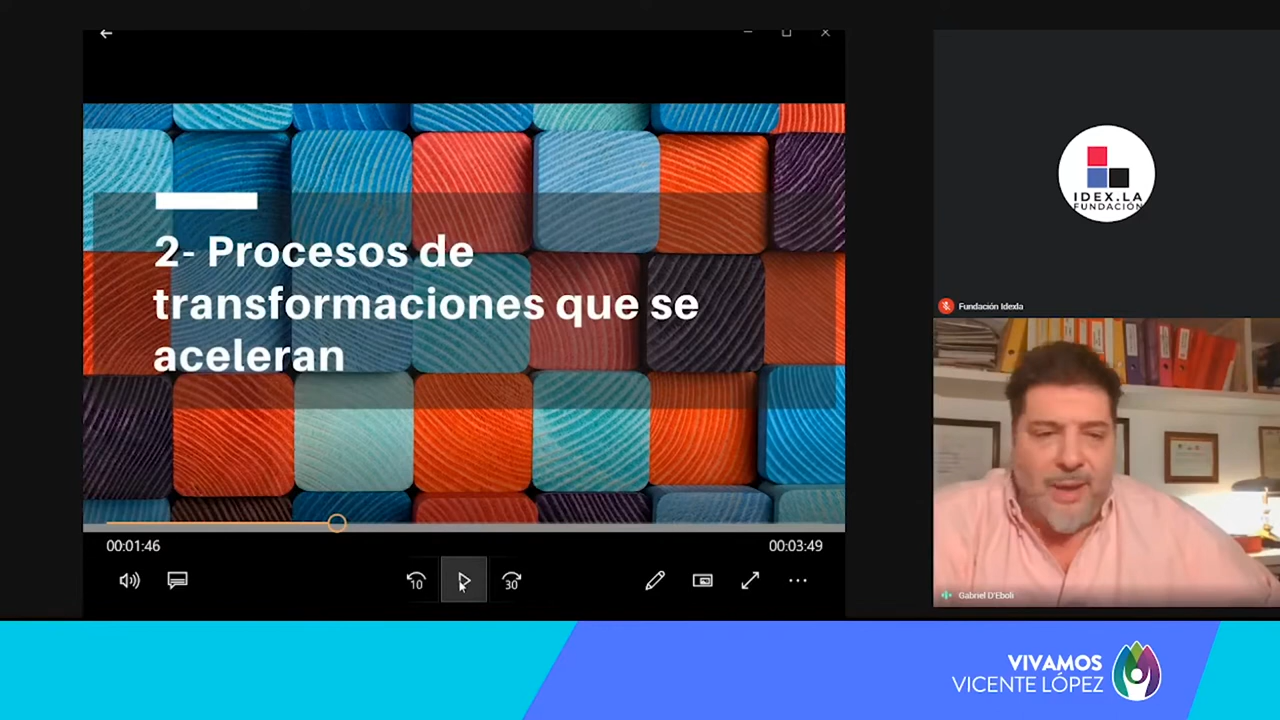 2- Procesos de
transformaciones que se
aceleran
00:01:46
00:03:49
10
30
IDEX.LA
FUNDACIÓN
Fundación Idexla
Gabriel D'Eboli
VIVAMOS
VICENTE LÓPEZ